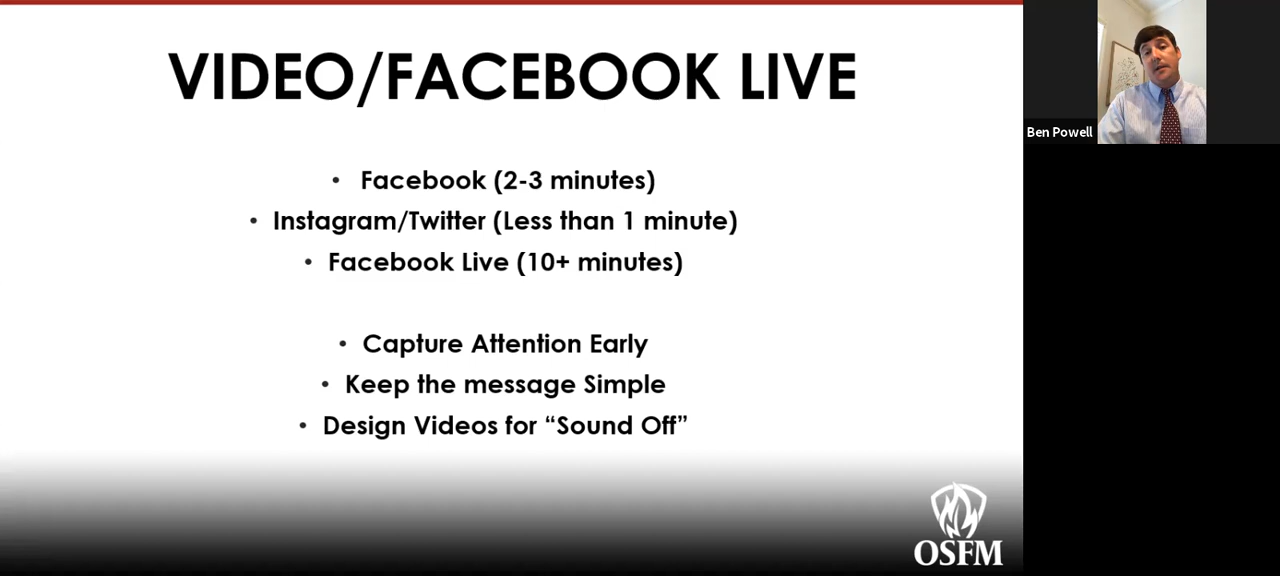 VIDEO/FACEBOOK LIVE
• Facebook (2-3 minutes)
• Instagram/Twitter (Less than 1 minute)
• Facebook Live (10+ minutes)
• Capture Attention Early
• Keep the message Simple
• Design Videos for “Sound Off”
OSFM
Ben Powell